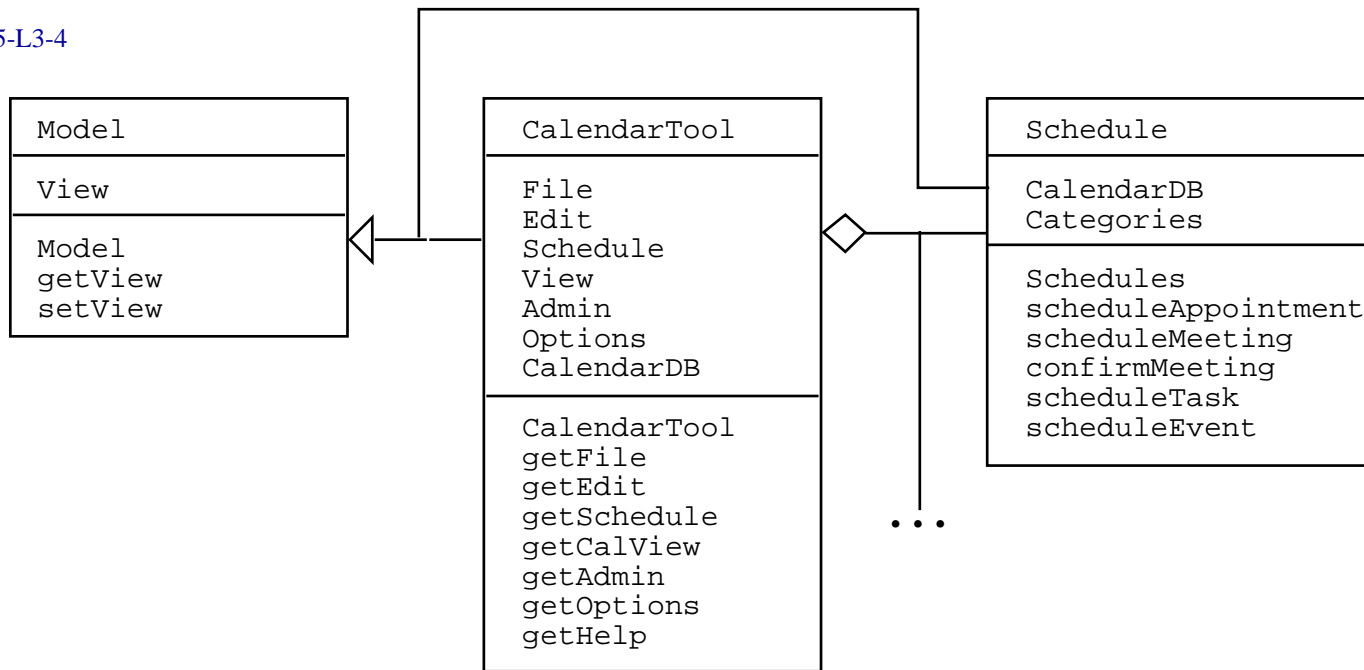 5-L3-4
Model
View
Model
getView
setView
CalendarTool
File
Edit
Schedule
View
Admin
Options
CalendarDB
CalendarTool
getFile
getEdit
getSchedule
getCalView
getAdmin
getOptions
getHelp
Schedule
CalendarDB
Categories
Schedules
scheduleAppointment
scheduleMeeting
confirmMeeting
scheduleTask
scheduleEvent
...